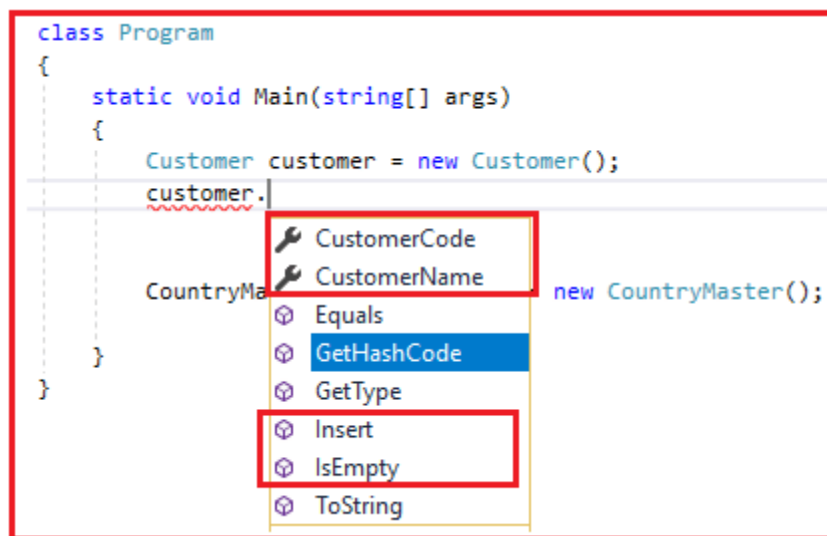 class Program
{
static void Main(string[] args)
{
Customer customer = new Customer();
customer.
CustomerCode
CustomerName
CountryMa new CountryMaster();
Equals
GetHashCode
GetType
}
}
Insert
IsEmpty
ToString